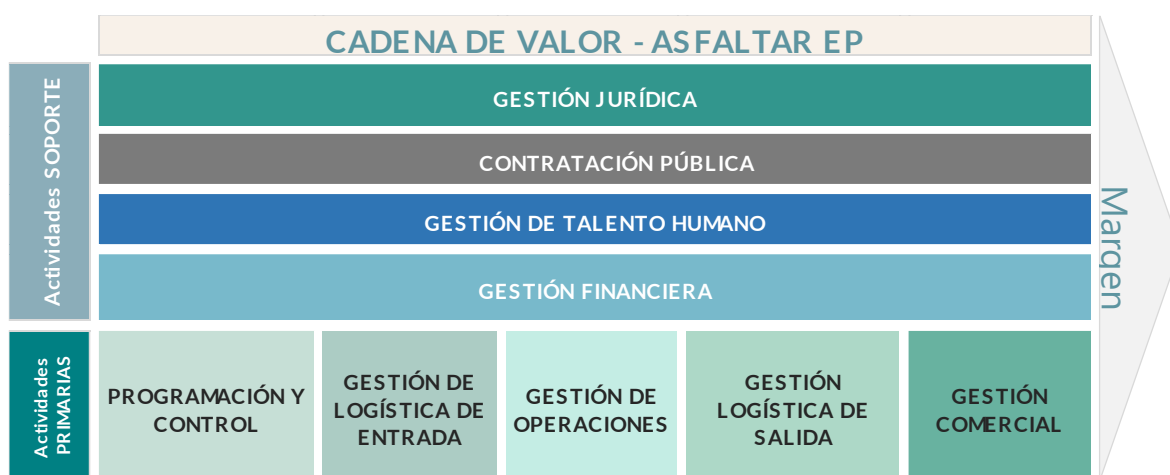 CADENA DE VALOR - ASFALTAR EP
Actividades SOPORTE
GESTIÓN JURÍDICA
CONTRATACIÓN PÚBLICA
GESTIÓN DE TALENTO HUMANO
GESTIÓN FINANCIERA
Margen
Actividades
PRIMARIAS
PROGRAMACIÓN Y
CONTROL
GESTIÓN DE
LOGÍSTICA DE
ENTRADA
GESTIÓN DE
OPERACIONES
GESTIÓN
LOGÍSTICA DE
SALIDA
GESTIÓN
COMERCIAL